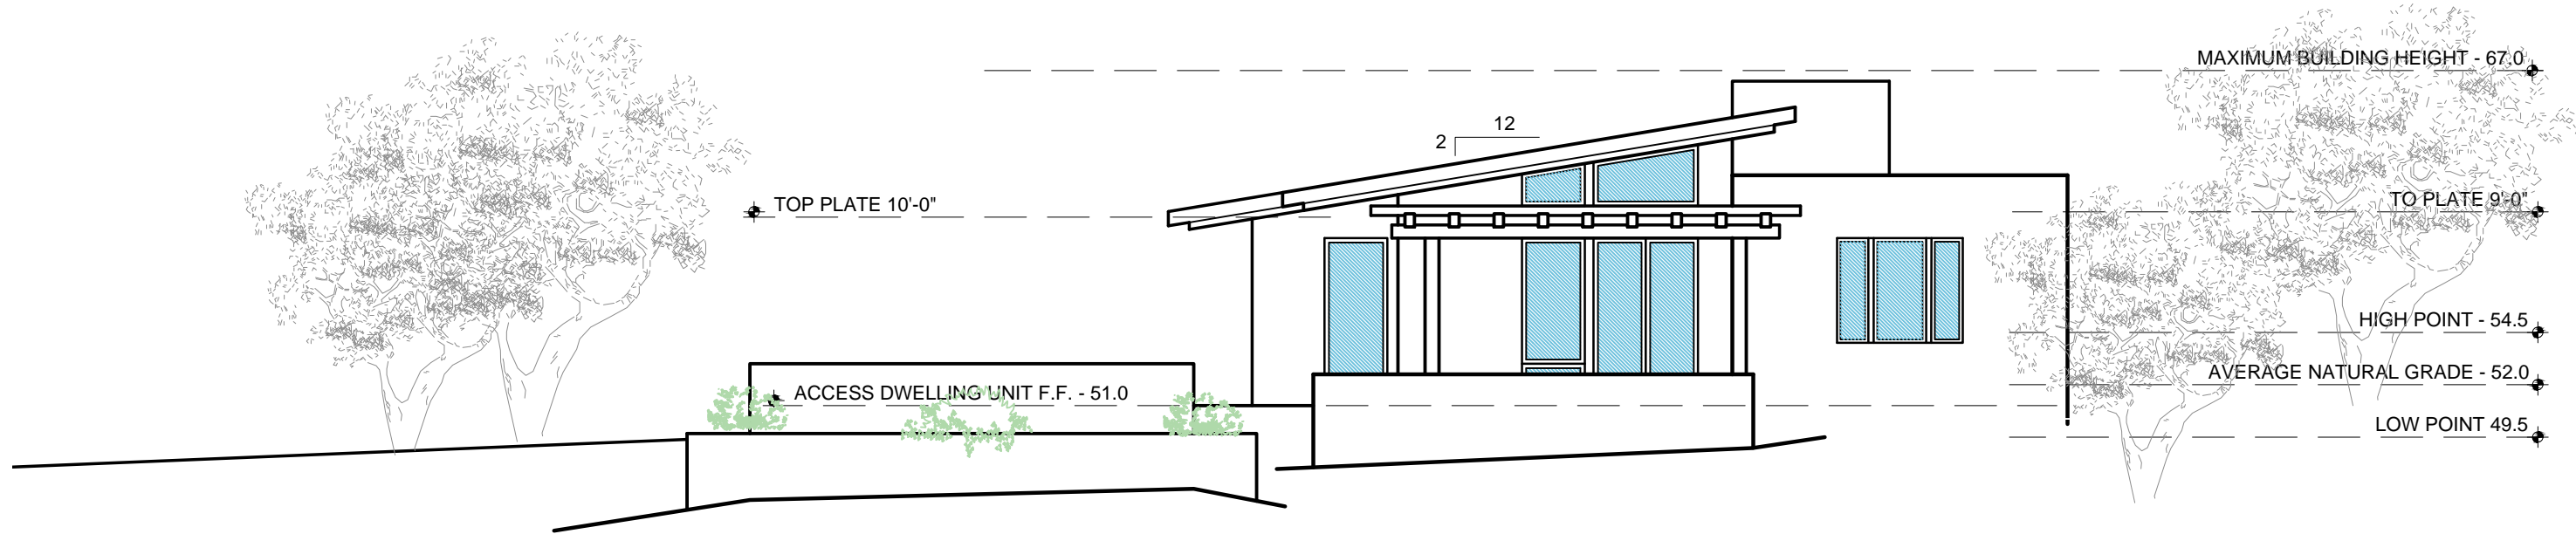 MAXIMUM BUILDING HEIGHT - 67.0
12
2
TOP PLATE 10'-0"
TO PLATE 9'-0"
HIGH POINT - 54.5
AVERAGE NATURAL GRADE - 52.0
ACCESS DWELLING UNIT F.F. - 51.0
LOW POINT 49.5